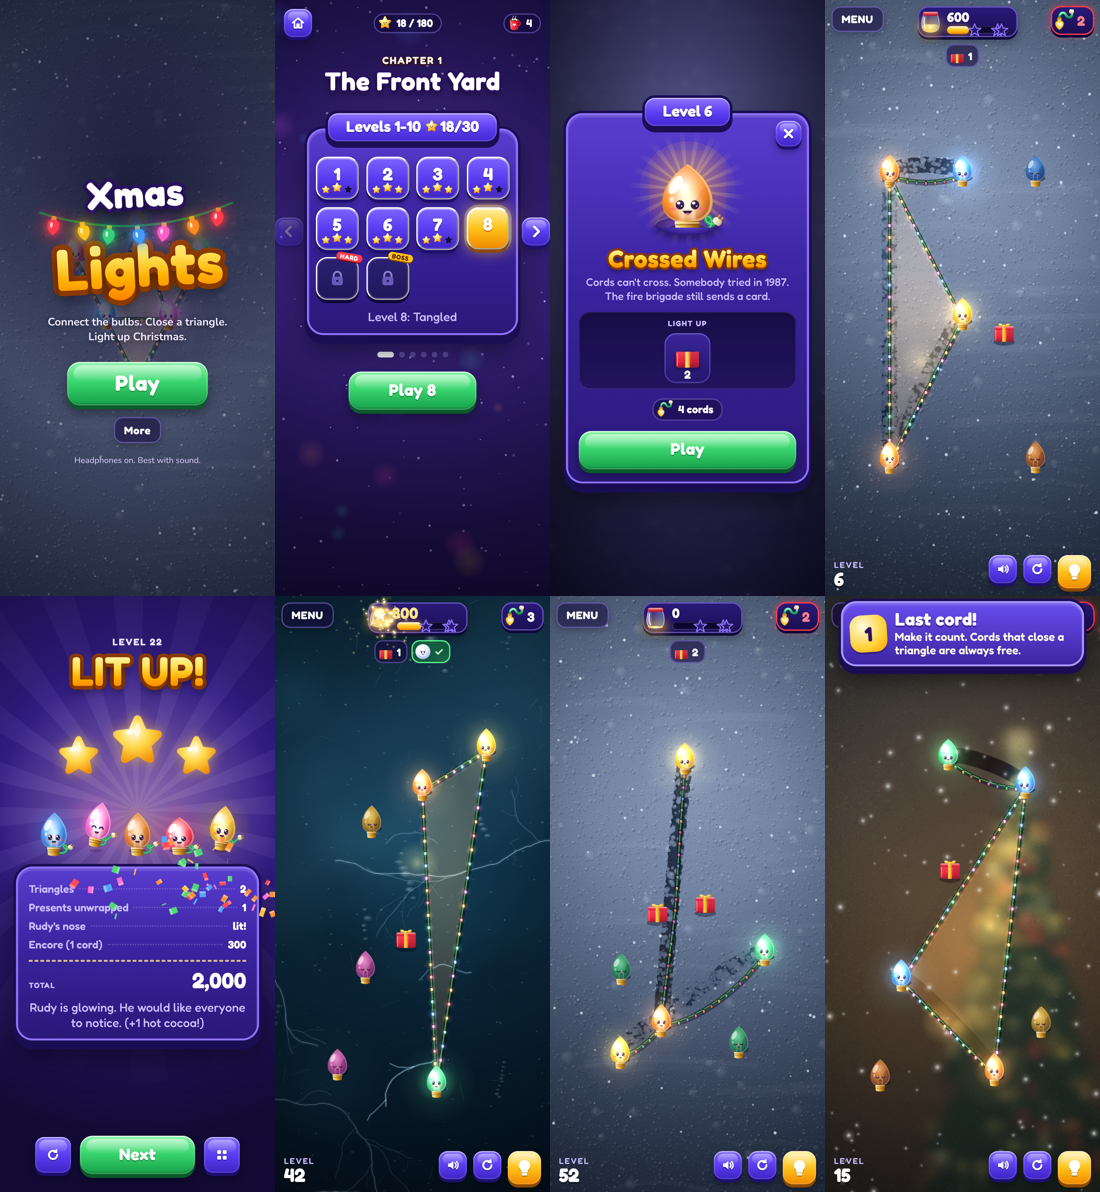 Xmas
Lights
Connect the bulbs. Close a triangle.
Light up Christmas.
Play
More
Headphones on. Best with sound.
18 / 180
4
CHAPTER 1
The Front Yard
Levels 1-10 18/30
1
2
3
4
5
6
7
8
HARD
BOSS
Level 8: Tangled
Play 8
Level 6
Crossed Wires
Cords can't cross. Somebody tried in 1987.
The fire brigade still sends a card.
LIGHT UP
2
4 cords
Play
MENU
600
2
1
LEVEL
6
LEVEL 22
LIT UP!
Triangles 2
Presents unwrapped 1
Rudy's nose lit!
Encore (1 cord) 300
TOTAL 2,000
Rudy is glowing. He would like everyone
to notice. (+1 hot cocoa!)
Next
MENU
800
3
1
LEVEL
42
MENU
0
2
2
LEVEL
52
1
Last cord!
Make it count. Cords that close a
triangle are always free.
LEVEL
15